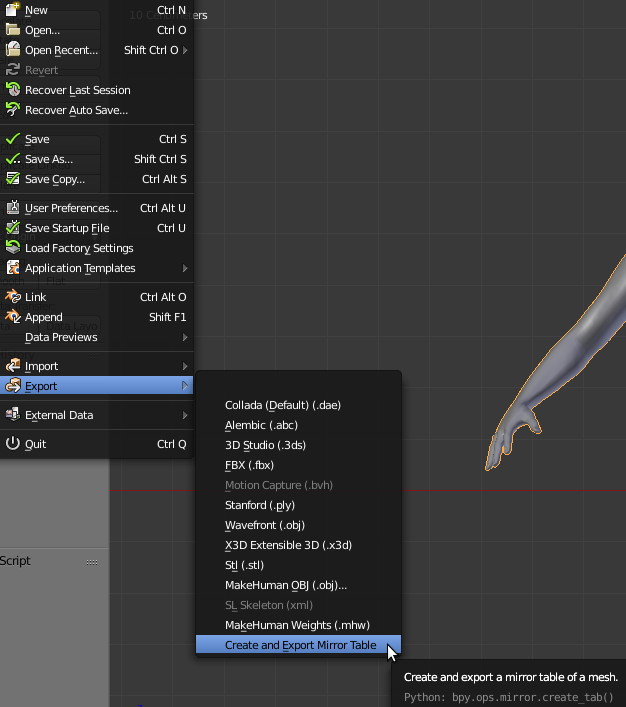 New Ctrl N
10 Centimeters
Open... Ctrl O
Open Recent... Shift Ctrl O
Revert
Recover Last Session
Recover Auto Save...
Save Ctrl S
Save As... Shift Ctrl S
Save Copy... Ctrl Alt S
User Preferences... Ctrl Alt U
Save Startup File Ctrl U
Load Factory Settings
Application Templates
Link Ctrl Alt O
Append Shift F1
Data Previews
Import
Export
External Data
Quit Ctrl Q
Collada (Default) (.dae)
Alembic (.abc)
3D Studio (.3ds)
FBX (.fbx)
Motion Capture (.bvh)
Stanford (.ply)
Wavefront (.obj)
X3D Extensible 3D (.x3d)
Stl (.stl)
MakeHuman OBJ (.obj)...
SL Skeleton (xml)
MakeHuman Weights (.mhw)
Create and Export Mirror Table
Script
Create and export a mirror table of a mesh.
Python: bpy.ops.mirror.create_tab()